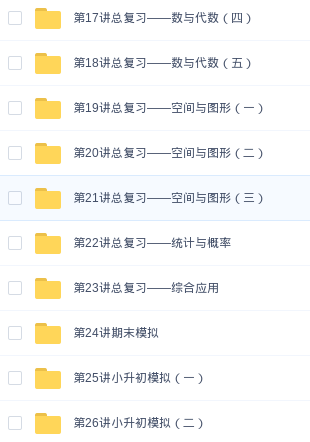 第17讲总复习——数与代数（四）
第18讲总复习——数与代数（五）
第19讲总复习——空间与图形（一）
第20讲总复习——空间与图形（二）
第21讲总复习——空间与图形（三）
第22讲总复习——统计与概率
第23讲总复习——综合应用
第24讲期末模拟
第25讲小升初模拟（一）
第26讲小升初模拟（二）